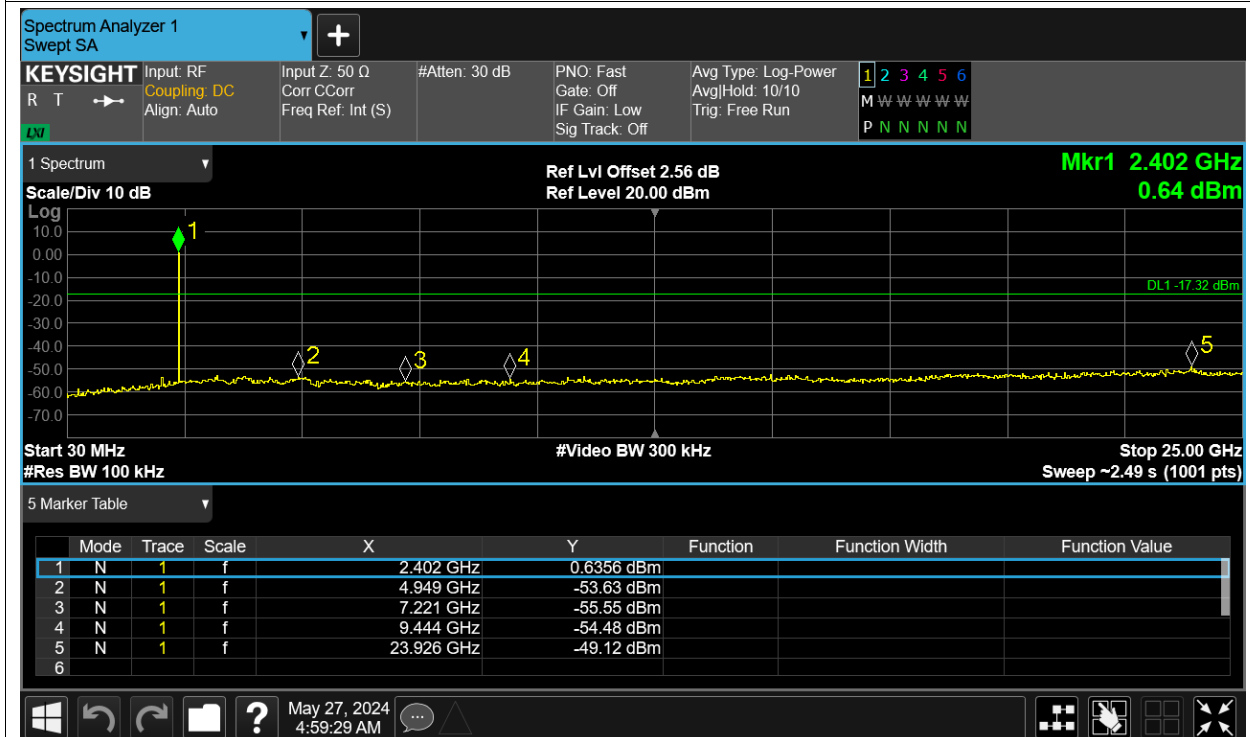 Spectrum Analyzer 1
Swept SA
KEYSIGHT
R T
LXI
Input: RF
Coupling: DC
Align: Auto
Input Z: 50 Ω
Corr CCorr
Freq Ref: Int (S)
#Atten: 30 dB
PNO: Fast
Gate: Off
IF Gain: Low
Sig Track: Off
Avg Type: Log-Power
Avg|Hold: 10/10
Trig: Free Run
1 2 3 4 5 6
M W W W W W
P N N N N N
1 Spectrum
Scale/Div 10 dB
Ref Lvl Offset 2.56 dB
Ref Level 20.00 dBm
Mkr1 2.402 GHz
0.64 dBm
Log
10.0
0.00
-10.0
-20.0
-30.0
-40.0
-50.0
-60.0
-70.0
1
2
3
4
5
DL1 -17.32 dBm
Start 30 MHz
#Res BW 100 kHz
#Video BW 300 kHz
Stop 25.00 GHz
Sweep ~2.49 s (1001 pts)
5 Marker Table
Mode Trace Scale X Y Function Function Width Function Value
1 N 1 f 2.402 GHz 0.6356 dBm
2 N 1 f 4.949 GHz -53.63 dBm
3 N 1 f 7.221 GHz -55.55 dBm
4 N 1 f 9.444 GHz -54.48 dBm
5 N 1 f 23.926 GHz -49.12 dBm
6
?
May 27, 2024
4:59:29 AM